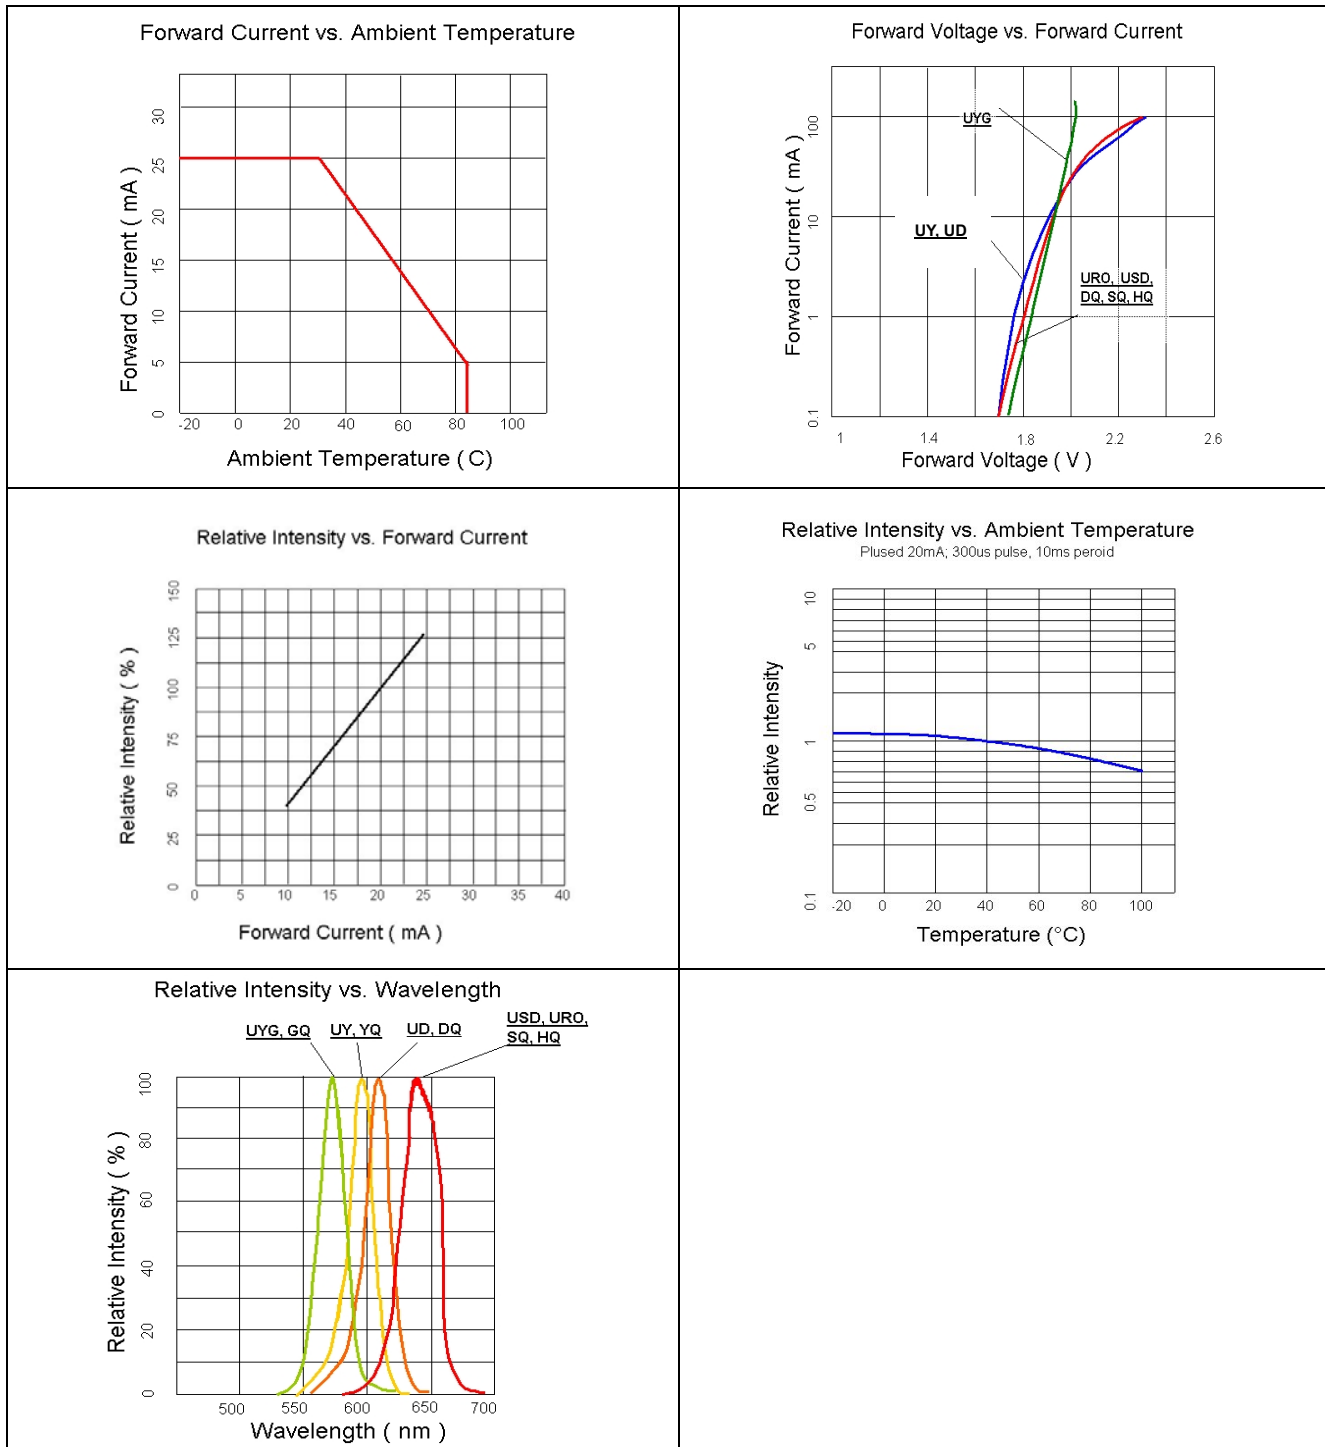 Forward Current vs. Ambient Temperature
Forward Current ( mA )
30
25
20
15
10
5
0
-20 0 20 40 60 80 100
Ambient Temperature ( C)
Forward Voltage vs. Forward Current
Forward Current ( mA )
100
10
1
0.1
UYG
UY, UD
URO, USD,
DQ, SQ, HQ
1 1.4 1.8 2.2 2.6
Forward Voltage ( V )
Relative Intensity vs. Forward Current
Relative Intensity ( % )
150
125
100
75
50
25
0
0 5 10 15 20 25 30 35 40
Forward Current ( mA )
Relative Intensity vs. Ambient Temperature
Plused 20mA; 300us pulse, 10ms peroid
Relative Intensity
10
5
1
0.5
0.1
-20 0 20 40 60 80 100
Temperature (°C)
Relative Intensity vs. Wavelength
UYG, GQ UY, YQ UD, DQ
USD, URO,
SQ, HQ
Relative Intensity ( % )
100
80
60
40
20
0
500 550 600 650 700
Wavelength ( nm )